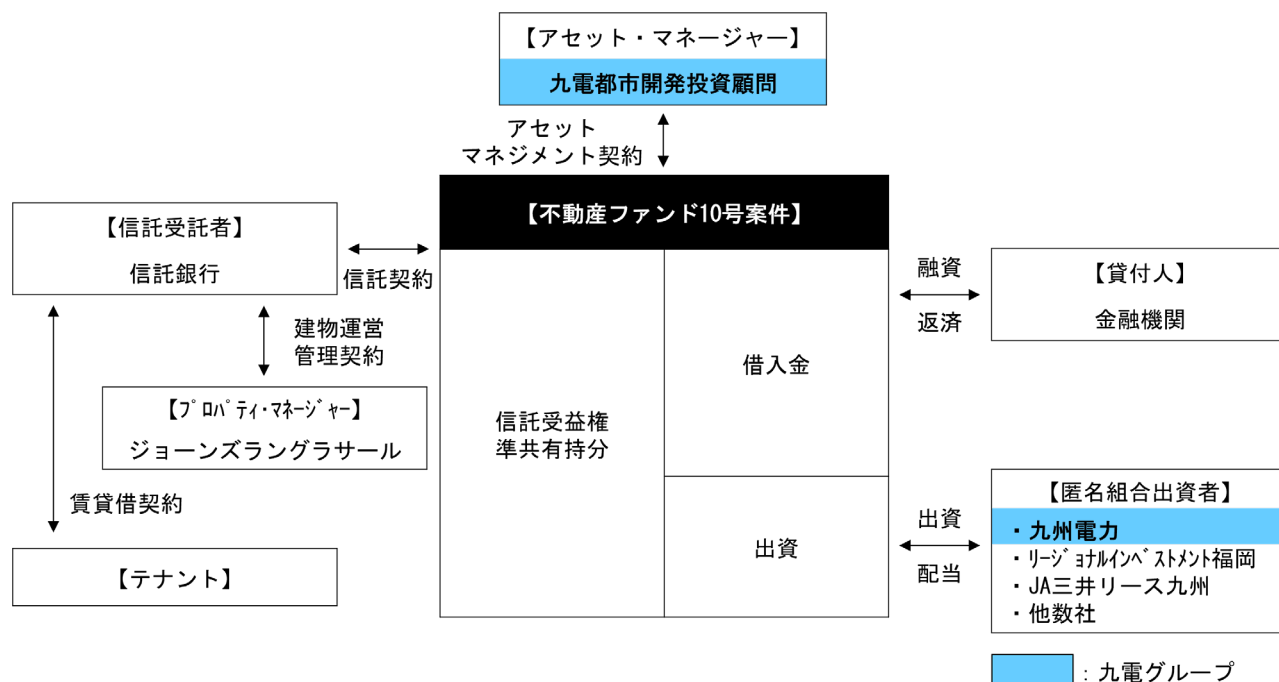 【アセット・マネージャー】
九電都市開発投資顧問
アセット
マネジメント契約
【不動産ファンド10号案件】
【信託受託者】
信託銀行
信託契約
建物運営
管理契約
【ﾌﾟﾛﾊﾟﾃｨ・ﾏﾈｰｼﾞｬｰ】
ジョーンズラングラサール
賃貸借契約
【テナント】
信託受益権
準共有持分
借入金
出資
融資
返済
【貸付人】
金融機関
出資
配当
【匿名組合出資者】
・九州電力
・ﾘｰｼﾞｮﾅﾙｲﾝﾍﾞｽﾄﾒﾝﾄ福岡
・JA三井リース九州
・他数社
：九電グループ